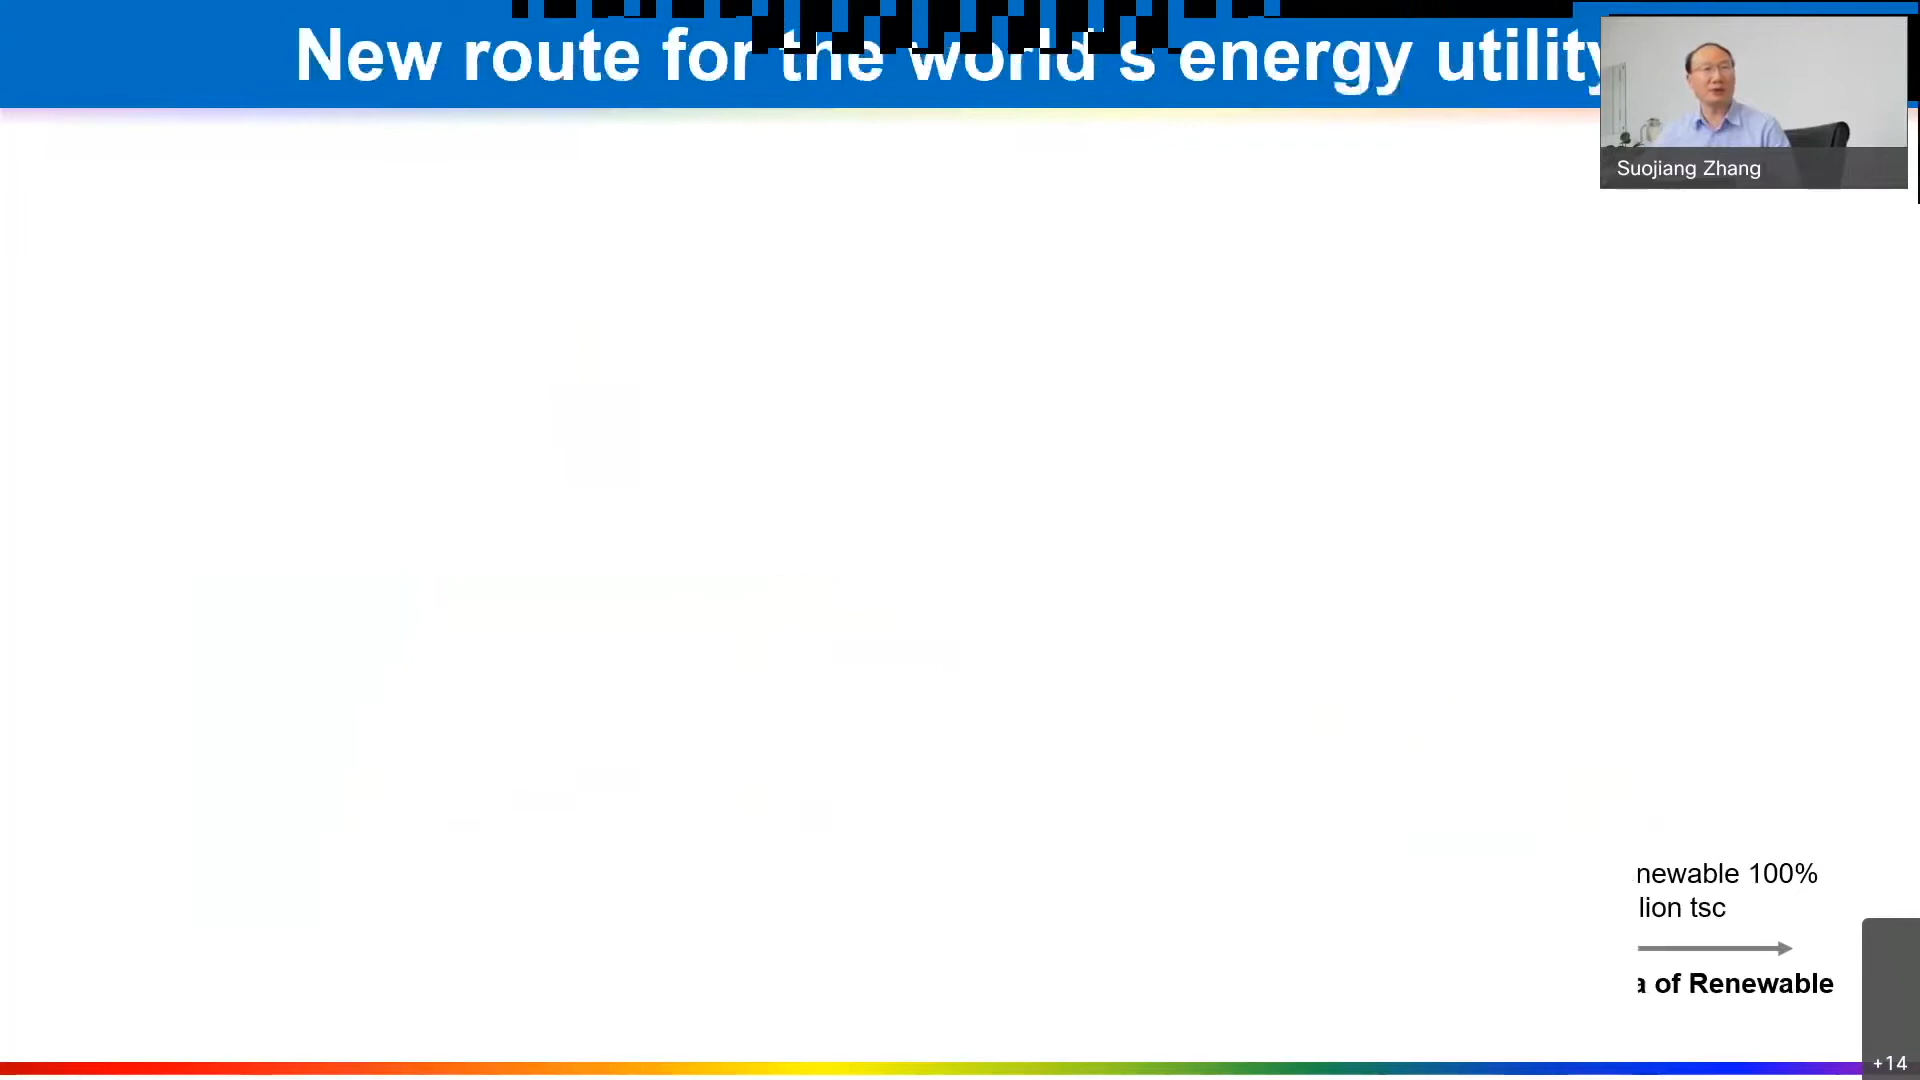 New route for the world's energy utility
Suojiang Zhang
newable 100%
lion tsc
a of Renewable
+14